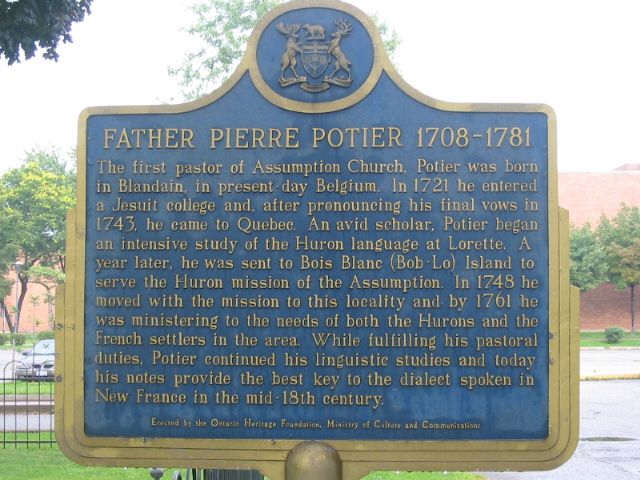 FATHER PIERRE POTIER 1708-1781
The first pastor of Assumption Church, Potier was born
in Blandain, in present-day Belgium. In 1721 he entered
a Jesuit college and, after pronouncing his final vows in
1743, he came to Quebec. An avid scholar, Potier began
an intensive study of the Huron language at Lorette. A
year later, he was sent to Bois Blanc (Bob-Lo) Island to
serve the Huron mission of the Assumption. In 1748 he
moved with the mission to this locality and by 1761 he
was ministering to the needs of both the Hurons and the
French settlers in the area. While fulfilling his pastoral
duties, Potier continued his linguistic studies and today
his notes provide the best key to the dialect spoken in
New France in the mid-18th century.
Erected by the Ontario Heritage Foundation, Ministry of Culture and Communications